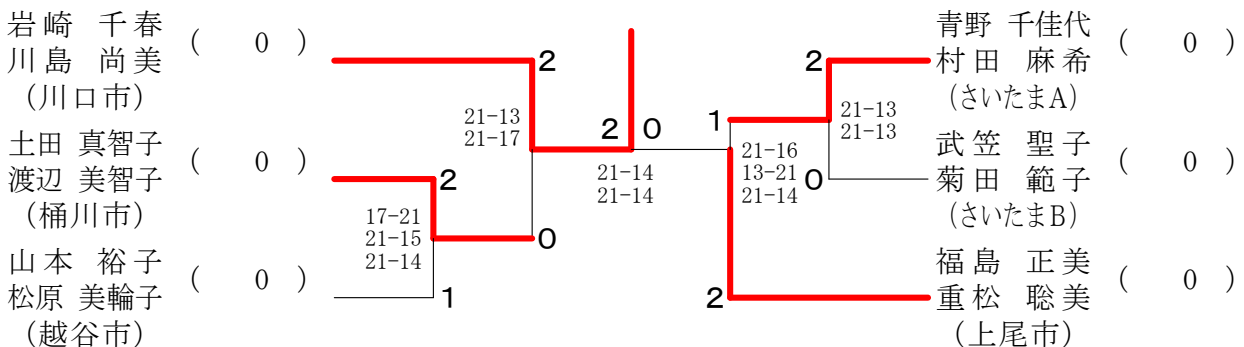 岩崎 千春
川島 尚美
(川口市)
( 0 )
土田 真智子
渡辺 美智子
(桶川市)
( 0 )
山本 裕子
松原 美輪子
(越谷市)
( 0 )
2
21-13
21-17
2
17-21
21-15
21-14
0
1
2 0
21-14
21-14
1
21-16
13-21
21-14
2
2
21-13
21-13
0
青野 千佳代
村田 麻希
(さいたまA)
( 0 )
武笠 聖子
菊田 範子
(さいたまB)
( 0 )
福島 正美
重松 聡美
(上尾市)
( 0 )